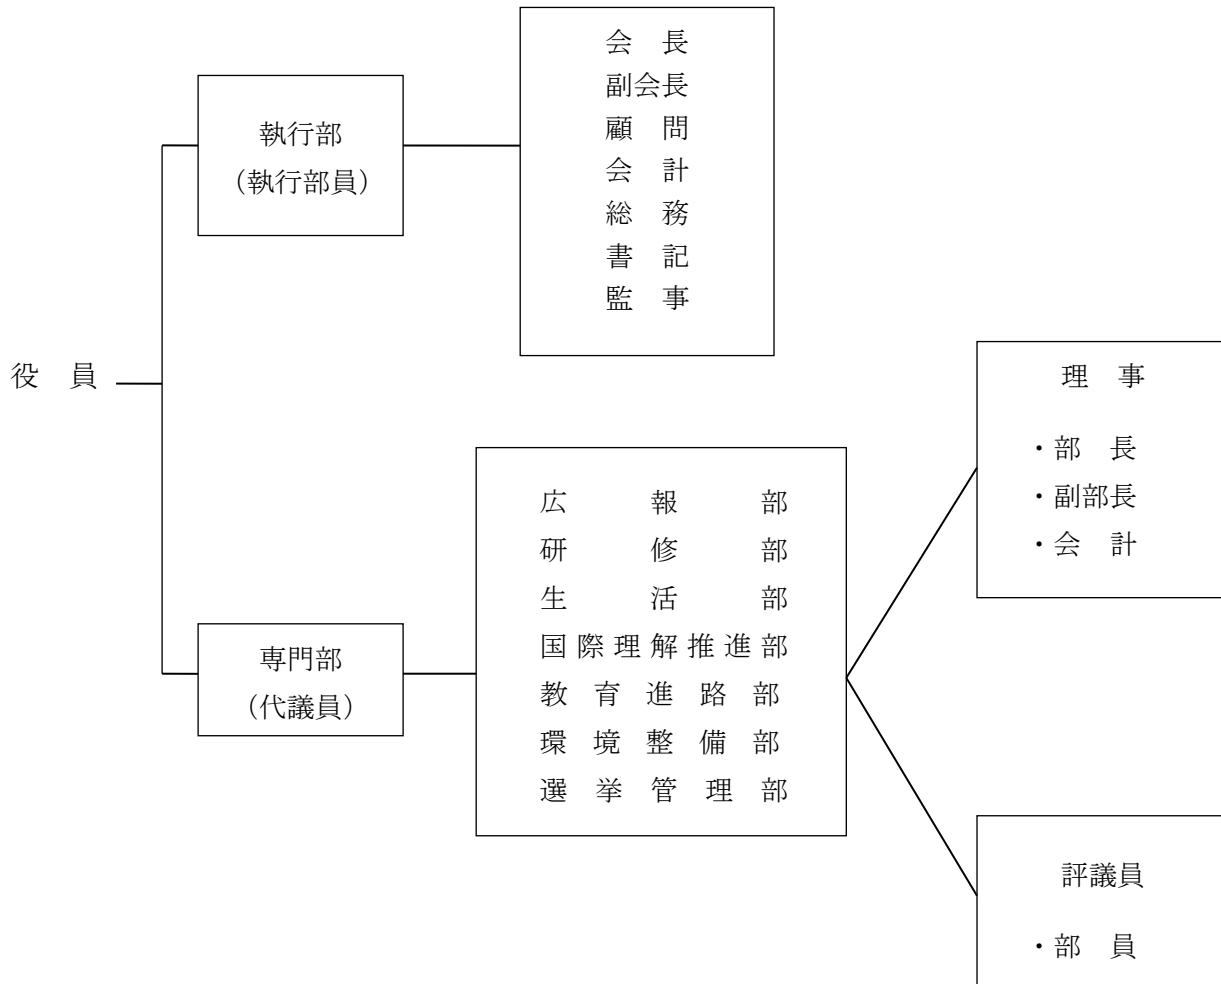 会　長
副会長
顧　問
会　計
総　務
書　記
監　事
執行部
（執行部員）
役　員
専門部
（代議員）
広報部
研修部
生活部
国際理解推進部
教育進路部
環境整備部
選挙管理部
理　事
・部　長
・副部長
・会　計
評議員
・部　員